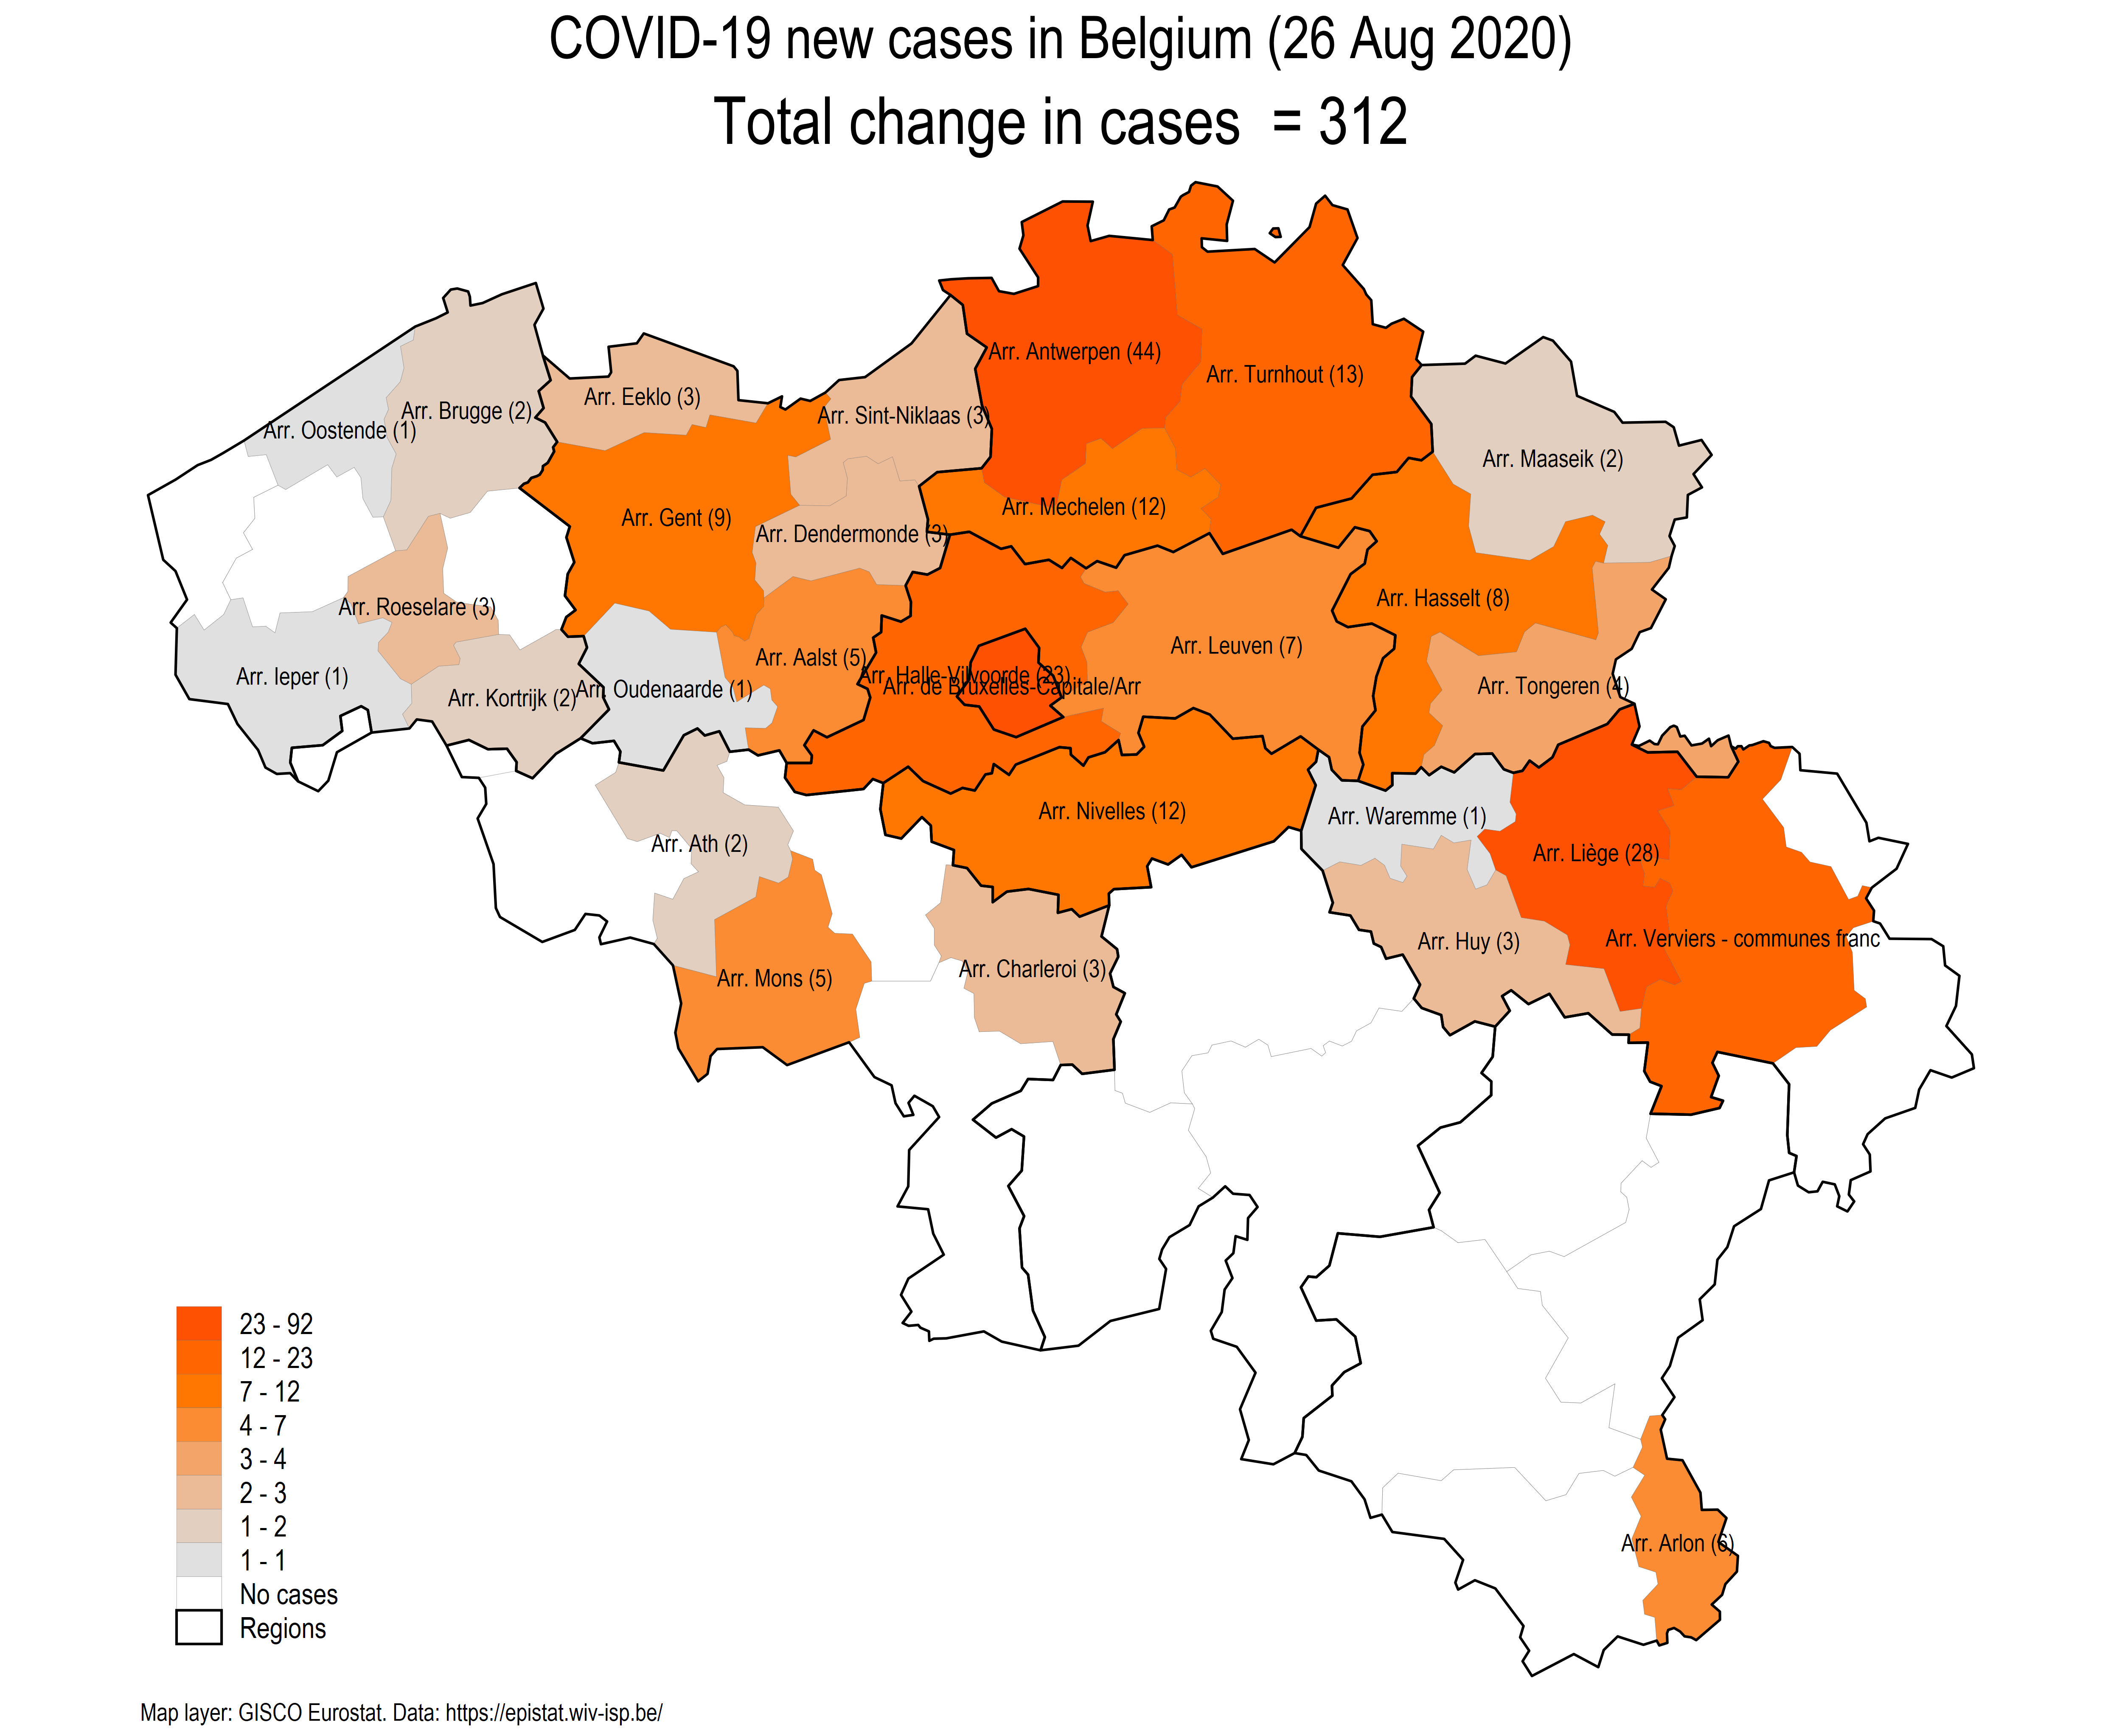 COVID-19 new cases in Belgium (26 Aug 2020)
Total change in cases = 312
Arr. Antwerpen (44)
Arr. Turnhout (13)
Arr. Eeklo (3)
Arr. Brugge (2)
Arr. Sint-Niklaas (3)
Arr. Oostende (1)
Arr. Maaseik (2)
Arr. Mechelen (12)
Arr. Gent (9)
Arr. Dendermonde (3)
Arr. Hasselt (8)
Arr. Roeselare (3)
Arr. Leuven (7)
Arr. Aalst (5)
Arr. Halle-Vilvoorde (23)
Arr. Ieper (1)
Arr. de Bruxelles-Capitale/Arr
Arr. Tongeren (4)
Arr. Oudenaarde (1)
Arr. Kortrijk (2)
Arr. Nivelles (12)
Arr. Waremme (1)
Arr. Ath (2)
Arr. Liège (28)
Arr. Verviers - communes franc
Arr. Huy (3)
Arr. Charleroi (3)
Arr. Mons (5)
Arr. Arlon (6)
23 - 92
12 - 23
7 - 12
4 - 7
3 - 4
2 - 3
1 - 2
1 - 1
No cases
Regions
Map layer: GISCO Eurostat. Data: https://epistat.wiv-isp.be/